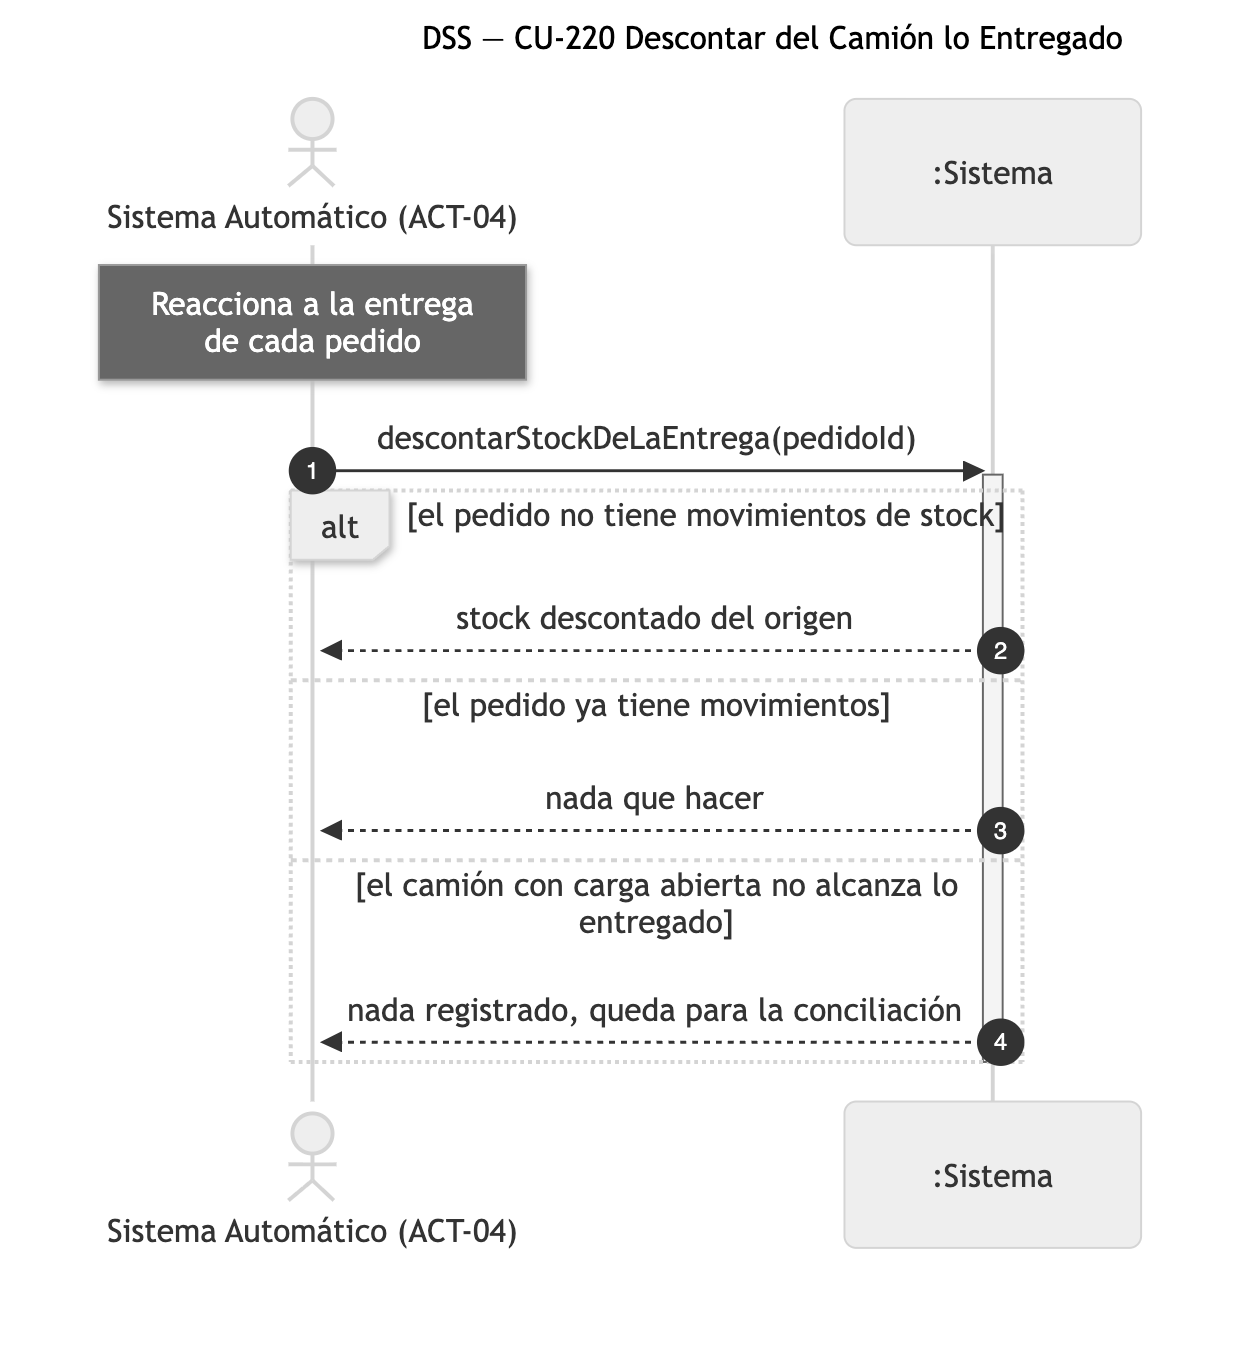 DSS — CU-220 Descontar del Camión lo Entregado
Sistema Automático (ACT-04)
:Sistema
Reacciona a la entrega
de cada pedido
descontarStockDeLaEntrega(pedidoId)
1
alt
[el pedido no tiene movimientos de stock]
stock descontado del origen
2
[el pedido ya tiene movimientos]
nada que hacer
3
[el camión con carga abierta no alcanza lo
entregado]
nada registrado, queda para la conciliación
4
Sistema Automático (ACT-04)
:Sistema